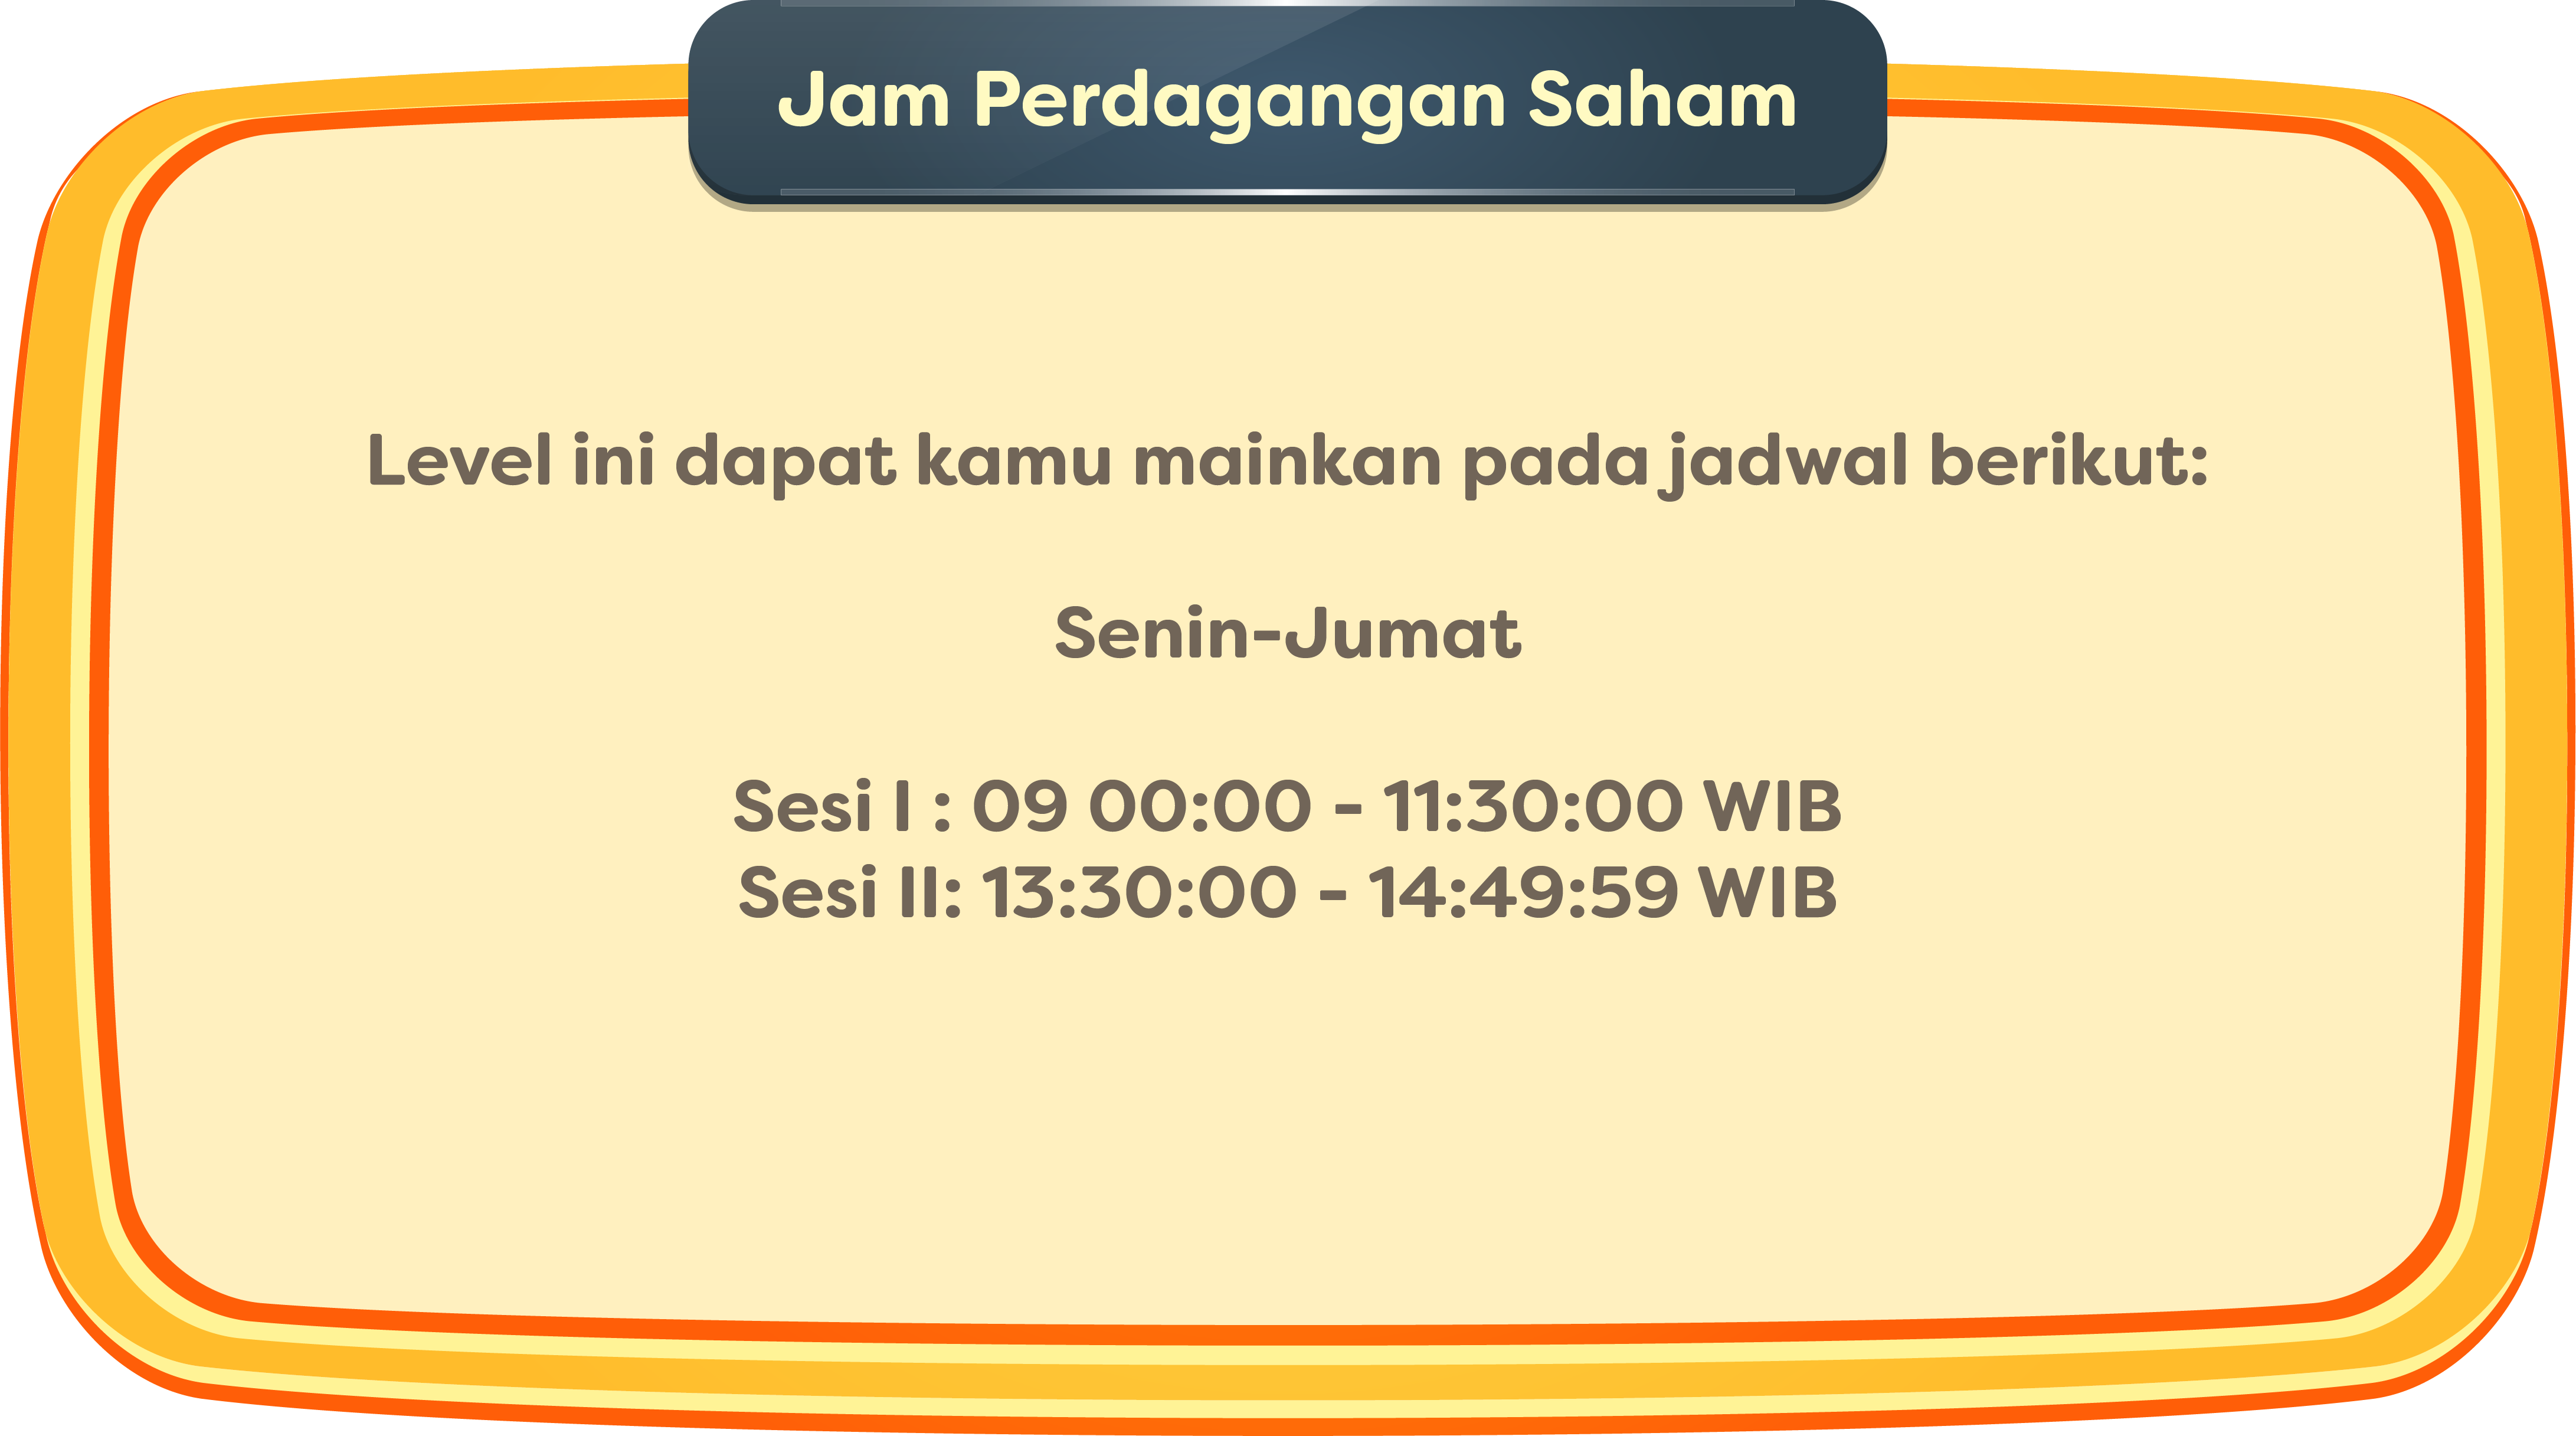 Jam Perdagangan Saham
Level ini dapat kamu mainkan pada jadwal berikut:
Senin-Jumat
Sesi I : 09 00:00 - 11:30:00 WIB
Sesi II: 13:30:00 - 14:49:59 WIB